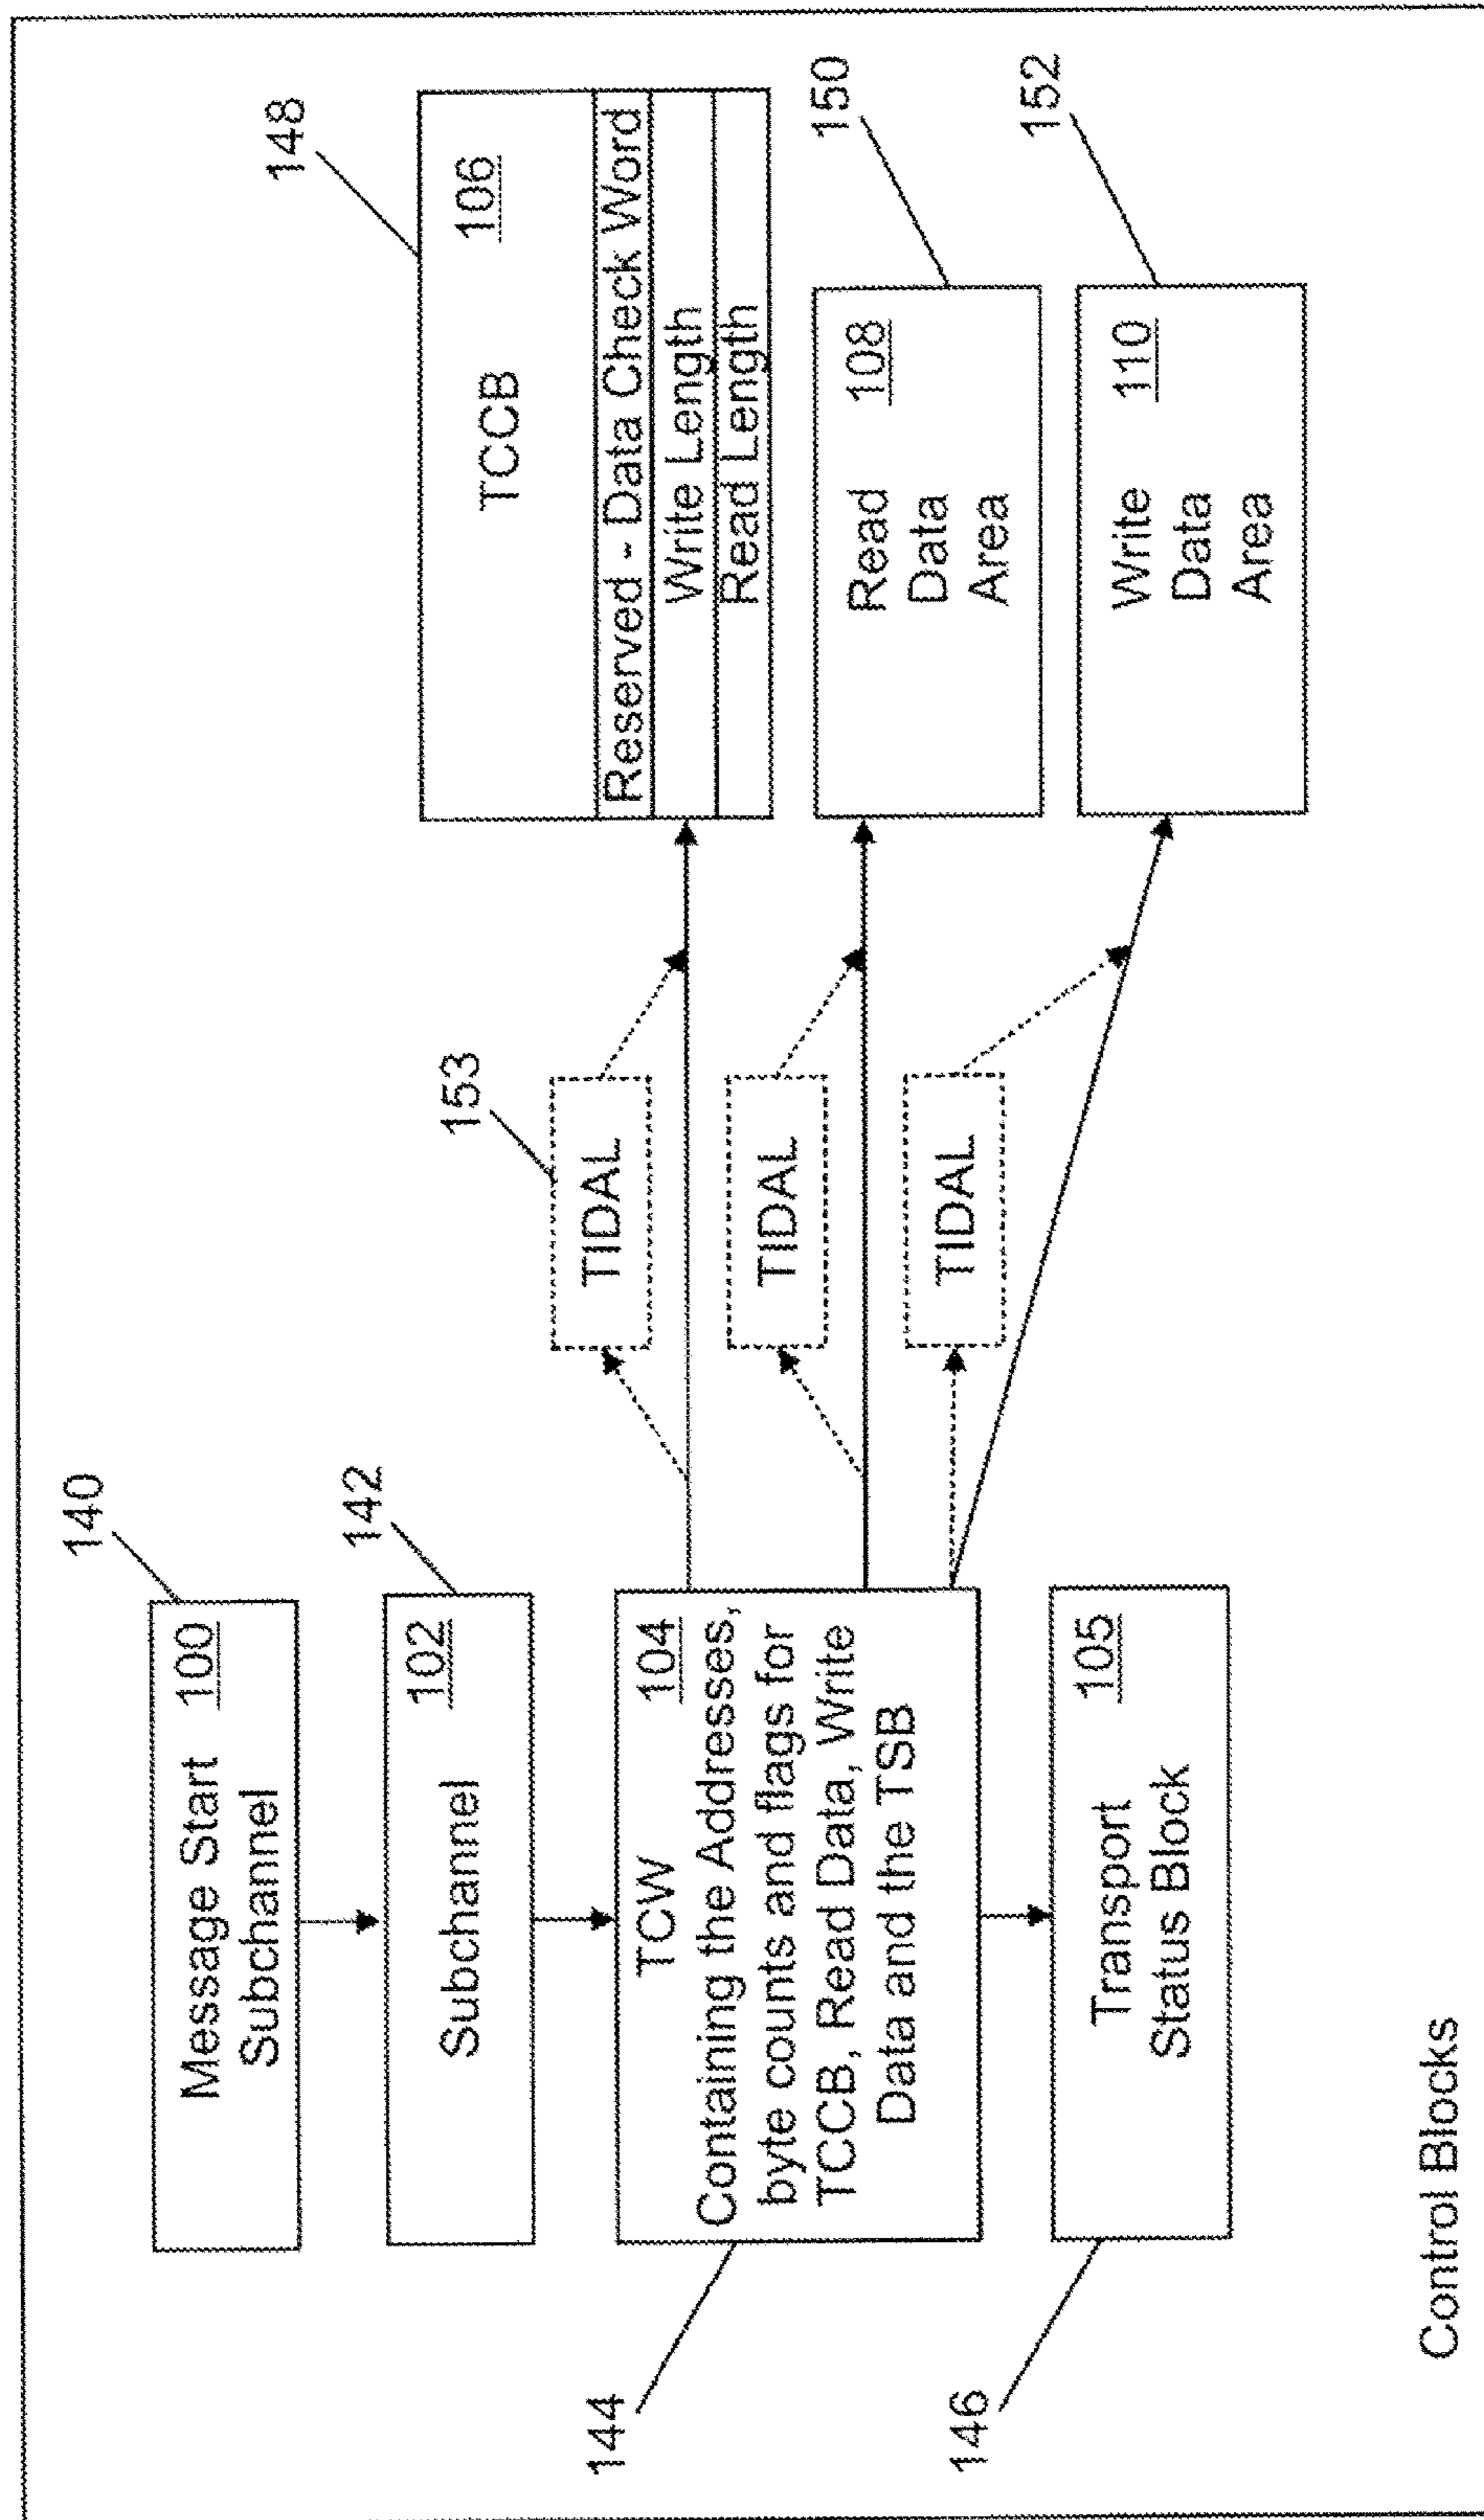 140
Message Start 100
Subchannel
142
102
Subchannel
144
TCW 104
Containing the Addresses,
byte counts and flags for
TCCB, Read Data, Write
Data and the TSB
146
105
Transport
Status Block
153
TIDAL
TIDAL
TIDAL
148
TCCB 106
Reserved - Data Check Word
Write Length
Read Length
150
Read 108
Data
Area
152
Write 110
Data
Area
Control Blocks